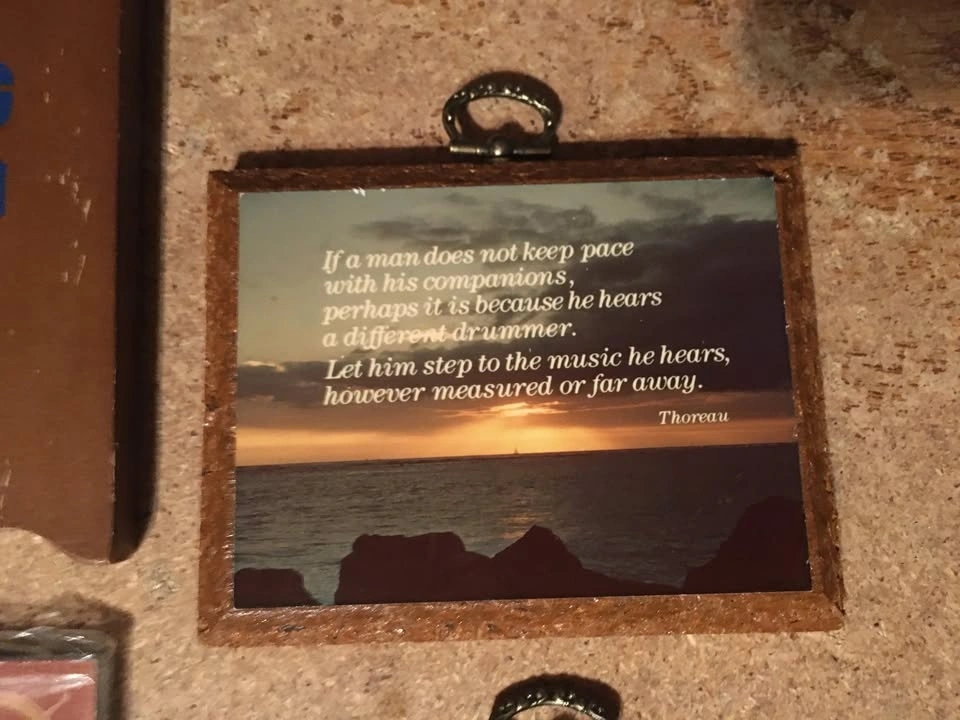 If a man does not keep pace
with his companions,
perhaps it is because he hears
a different drummer.
Let him step to the music he hears,
however measured or far away.
Thoreau